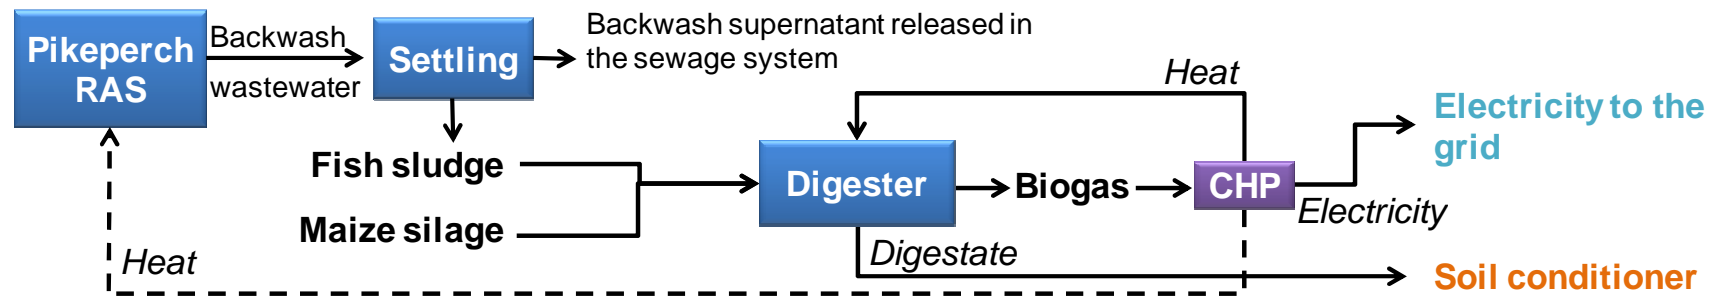 Pikeperch
RAS
Backwash
wastewater
Settling
Backwash supernatant released in
the sewage system
Heat
Electricity to the
grid
Fish sludge
Maize silage
Digester
Biogas
CHP
Electricity
Digestate
Heat
Soil conditioner